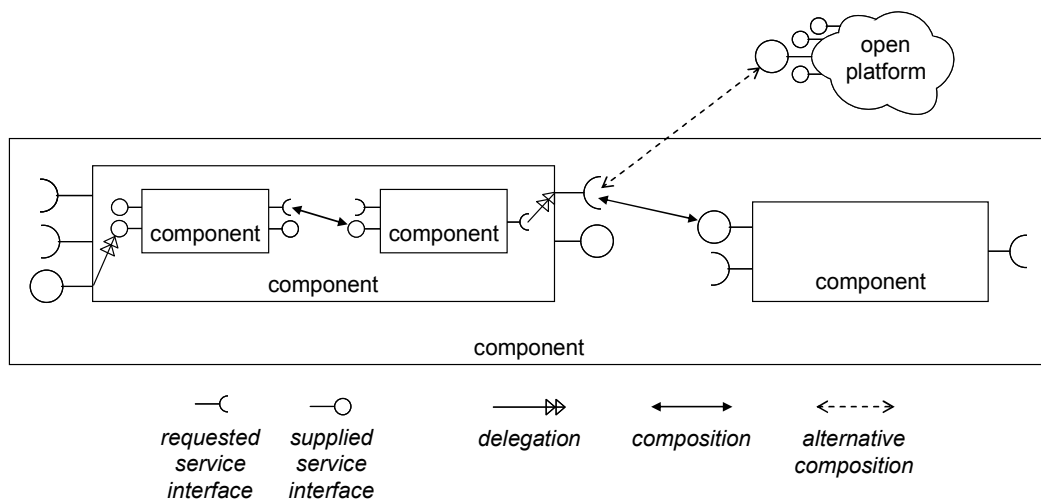 open
platform
component
component
component
component
component
requested
service
interface
supplied
service
interface
delegation
composition
alternative
composition